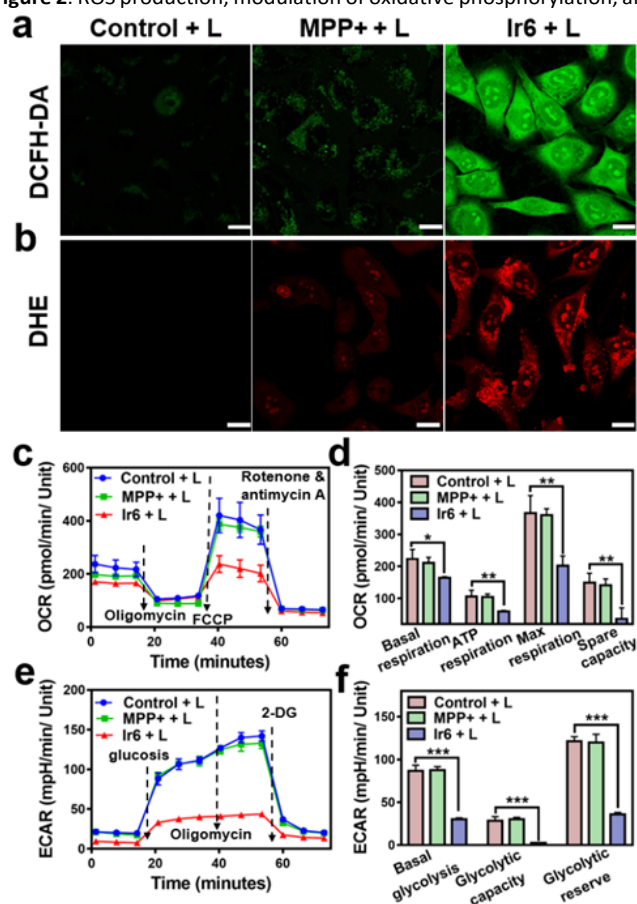 Figure 2. ROS production, modulation of oxidative phosphorylation, a
a
Control + L
MPP+ + L
Ir6 + L
DCFH-DA
b
DHE
c
OCR (pmol/min/ Unit)
600
400
200
0
Control + L
MPP+ + L
Ir6 + L
Rotenone &
antimycin A
Oligomycin
FCCP
0 20 40 60
Time (minutes)
d
OCR (pmol/min/ Unit)
500
400
300
200
100
Control + L
MPP+ + L
Ir6 + L
*
**
**
**
Basal
respiration
ATP
respiration
Max
respiration
Spare
capacity
e
ECAR (mpH/min/ Unit)
200
150
100
50
0
Control + L
MPP+ + L
Ir6 + L
glucosis
Oligomycin
2-DG
0 20 40 60
Time (minutes)
f
ECAR (mpH/min/ Unit)
150
100
50
0
Control + L
MPP+ + L
Ir6 + L
***
***
***
Basal
glycolysis
Glycolytic
capacity
Glycolytic
reserve